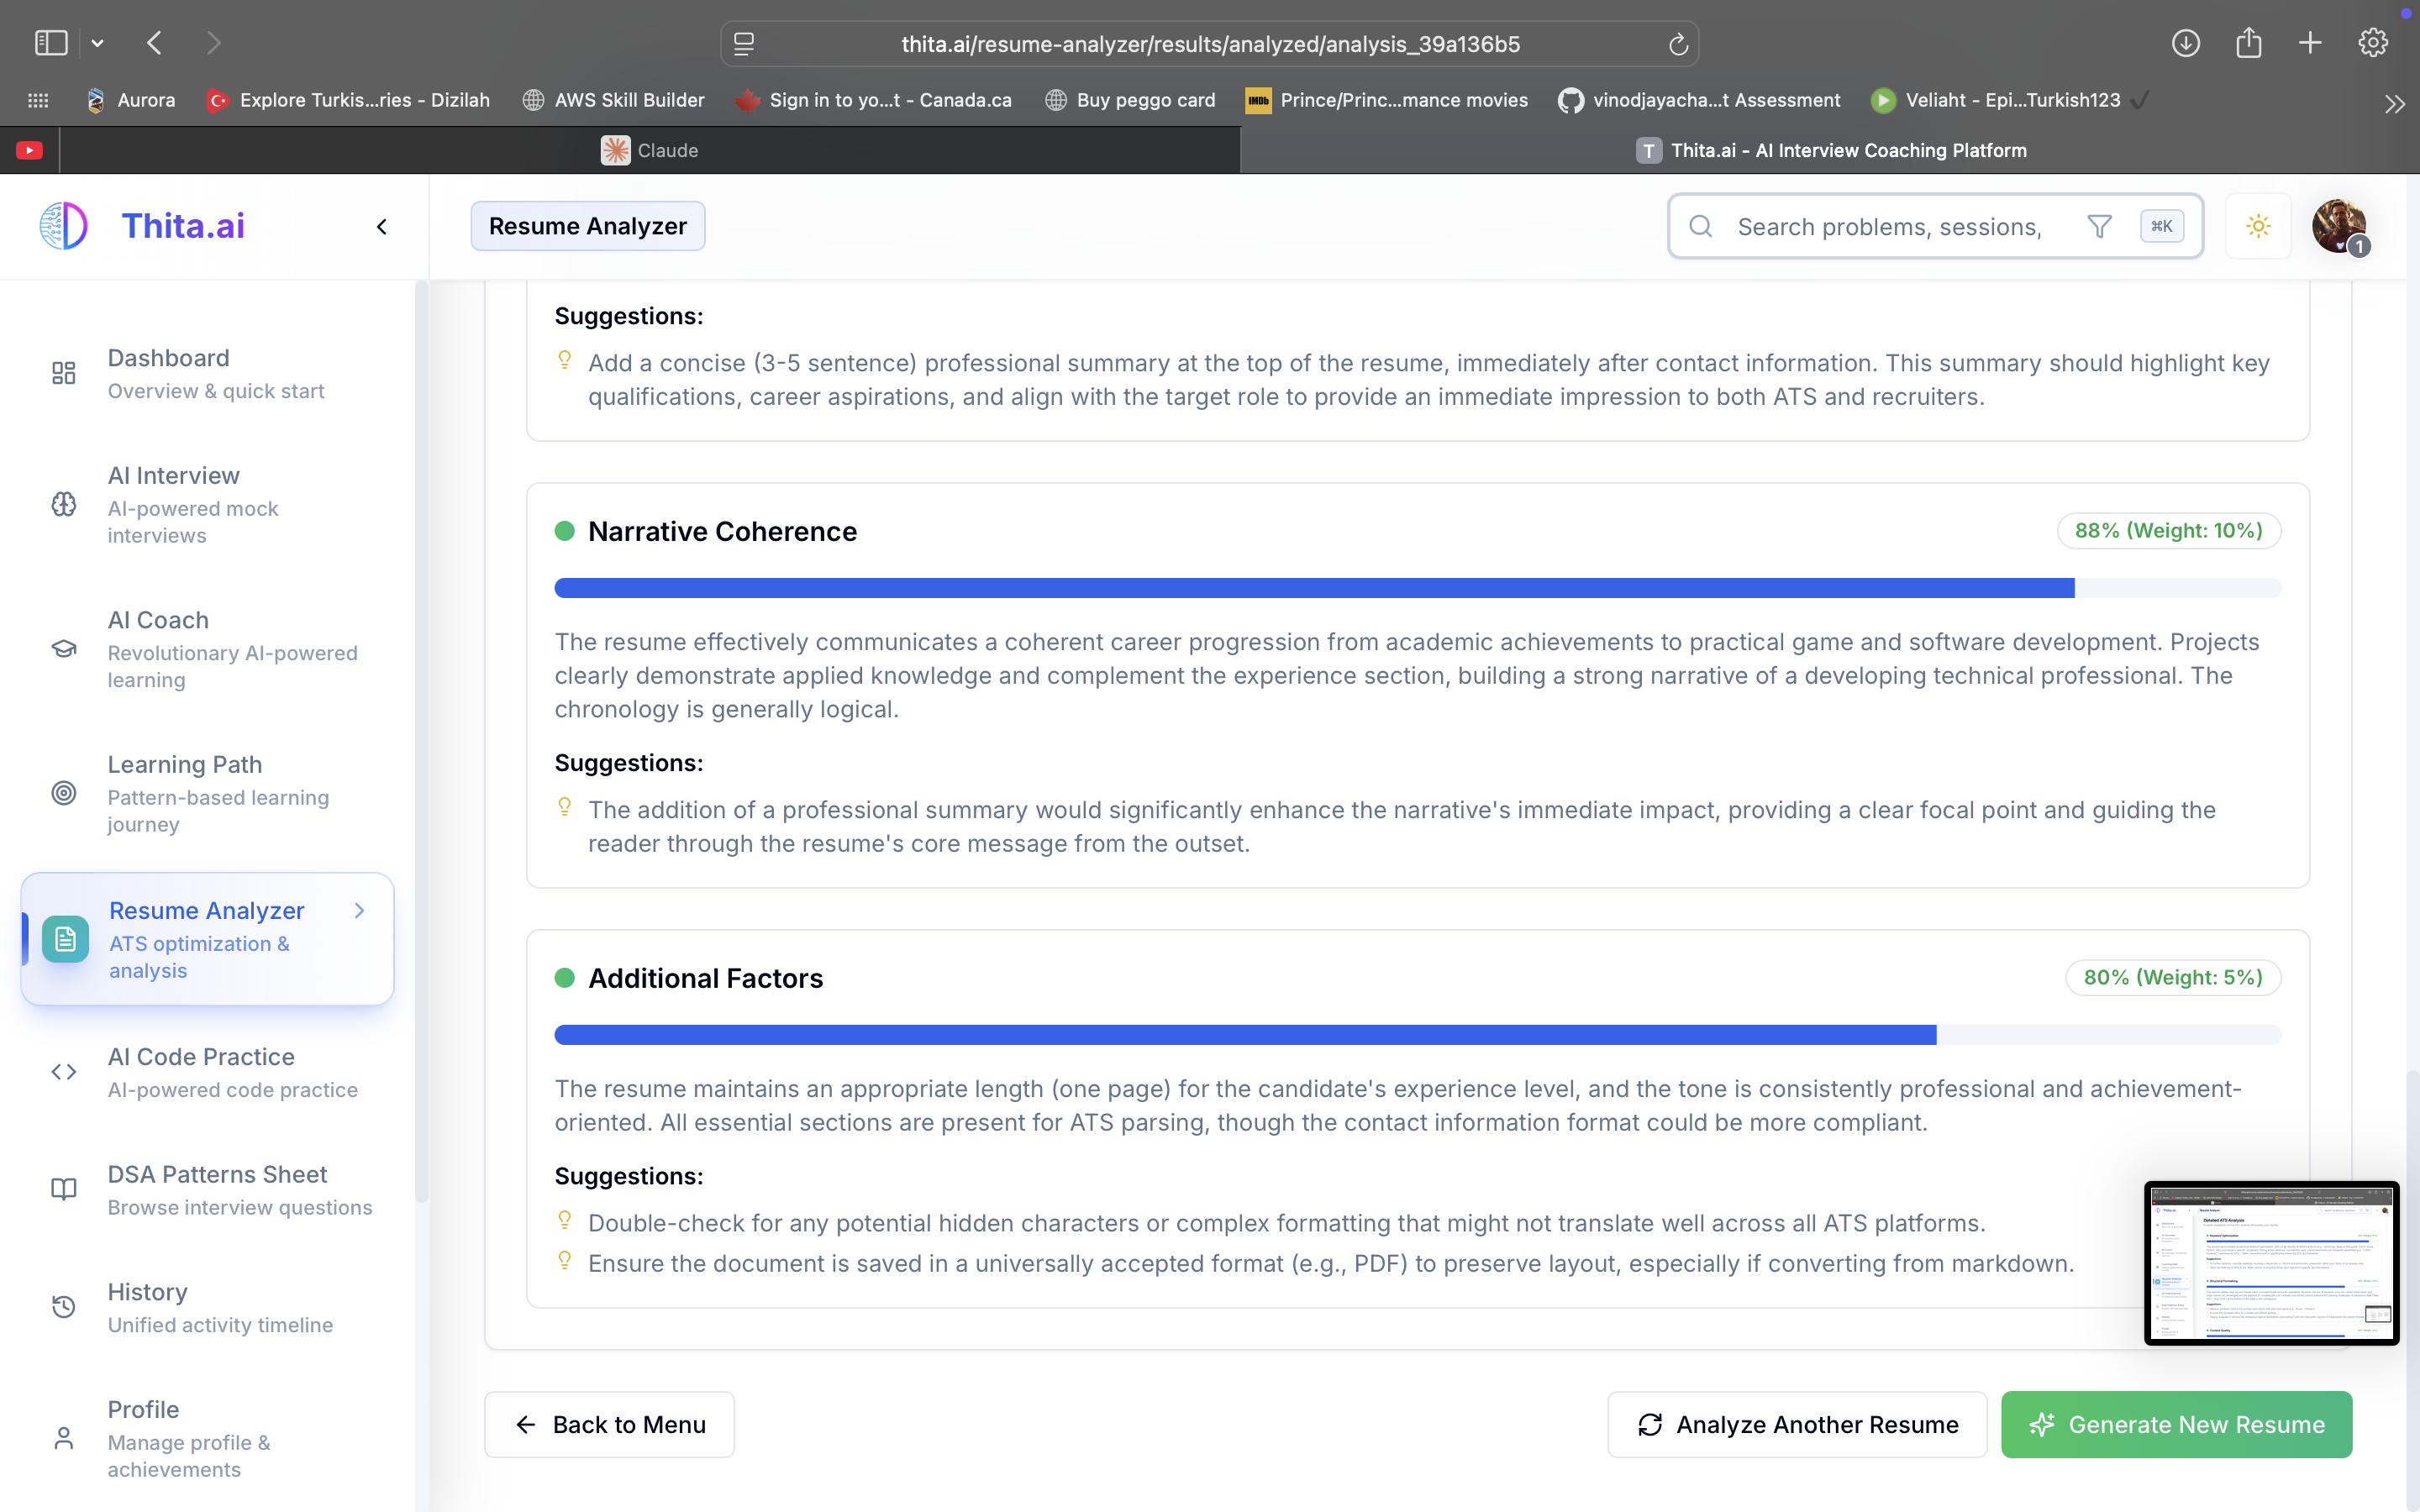 thita.ai/resume-analyzer/results/analyzed/analysis_39a136b5
Aurora
Explore Turkis...ries - Dizilah
AWS Skill Builder
Sign in to yo...t - Canada.ca
Buy peggo card
IMDb
Prince/Princ...mance movies
vinodjayacha...t Assessment
Veliaht - Epi...Turkish123
Claude
T
Thita.ai - AI Interview Coaching Platform
Thita.ai
Resume Analyzer
Search problems, sessions,
⌘K
1
Dashboard
Overview & quick start
AI Interview
AI-powered mock
interviews
AI Coach
Revolutionary AI-powered
learning
Learning Path
Pattern-based learning
journey
Resume Analyzer
ATS optimization &
analysis
AI Code Practice
AI-powered code practice
DSA Patterns Sheet
Browse interview questions
History
Unified activity timeline
Profile
Manage profile &
achievements
Suggestions:
Add a concise (3-5 sentence) professional summary at the top of the resume, immediately after contact information. This summary should highlight key
qualifications, career aspirations, and align with the target role to provide an immediate impression to both ATS and recruiters.
Narrative Coherence
88% (Weight: 10%)
The resume effectively communicates a coherent career progression from academic achievements to practical game and software development. Projects
clearly demonstrate applied knowledge and complement the experience section, building a strong narrative of a developing technical professional. The
chronology is generally logical.
Suggestions:
The addition of a professional summary would significantly enhance the narrative's immediate impact, providing a clear focal point and guiding the
reader through the resume's core message from the outset.
Additional Factors
80% (Weight: 5%)
The resume maintains an appropriate length (one page) for the candidate's experience level, and the tone is consistently professional and achievement-
oriented. All essential sections are present for ATS parsing, though the contact information format could be more compliant.
Suggestions:
Double-check for any potential hidden characters or complex formatting that might not translate well across all ATS platforms.
Ensure the document is saved in a universally accepted format (e.g., PDF) to preserve layout, especially if converting from markdown.
Back to Menu
Analyze Another Resume
Generate New Resume